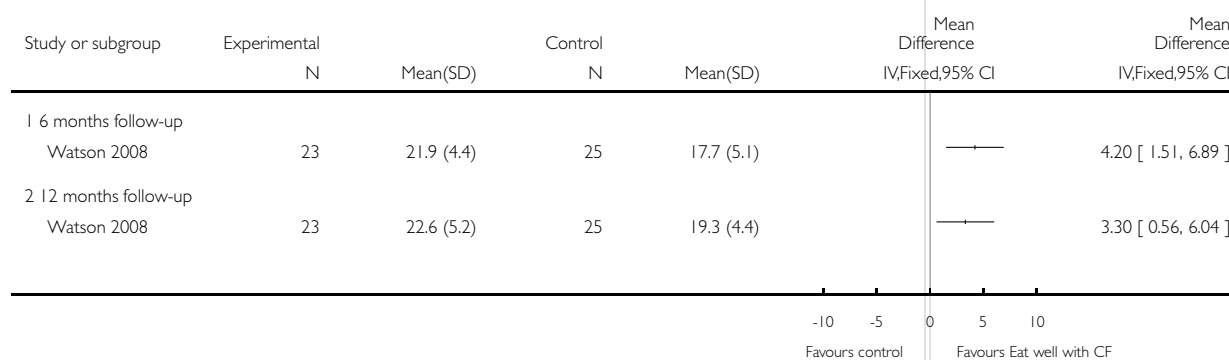 Mean Mean
Study or subgroup Experimental Control Difference Difference
N Mean(SD) N Mean(SD) IV,Fixed,95% CI IV,Fixed,95% CI
1 6 months follow-up
Watson 2008 23 21.9 (4.4) 25 17.7 (5.1) 4.20 [ 1.51, 6.89 ]
2 12 months follow-up
Watson 2008 23 22.6 (5.2) 25 19.3 (4.4) 3.30 [ 0.56, 6.04 ]
-10 -5 0 5 10
Favours control Favours Eat well with CF